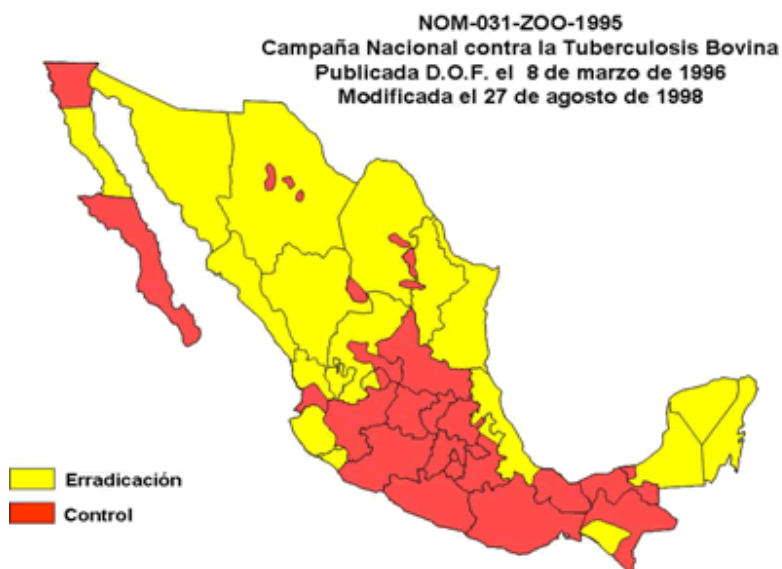 NOM-031-ZOO-1995
Campaña Nacional contra la Tuberculosis Bovina
Publicada D.O.F. el 8 de marzo de 1996
Modificada el 27 de agosto de 1998
Erradicación
Control